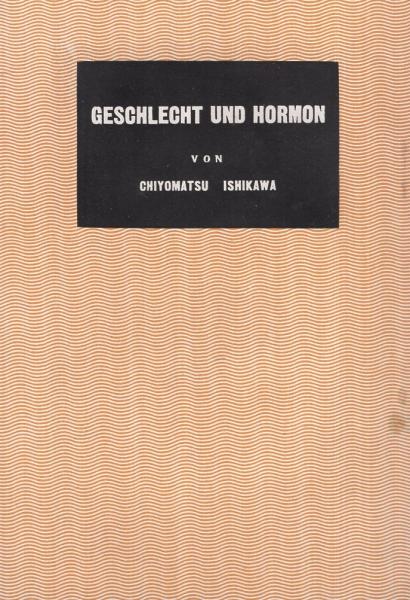 GESCHLECHT UND HORMON
VON
CHIYOMATSU ISHIKAWA